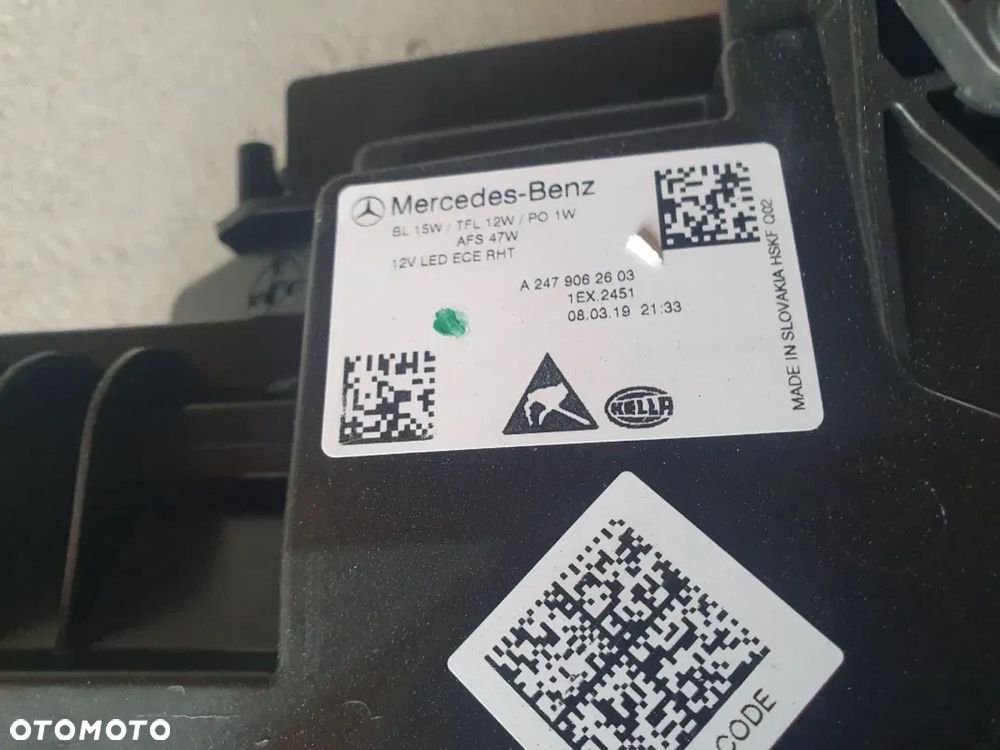 Mercedes-Benz
BL 15W / TFL 12W / PO 1W
AFS 47W
12V LED ECE RHT
A 247 906 26 03
1EX.2451
08.03.19 21:33
MADE IN SLOVAKIA HSKF Q02
HELLA
CODE
OTOMOTO